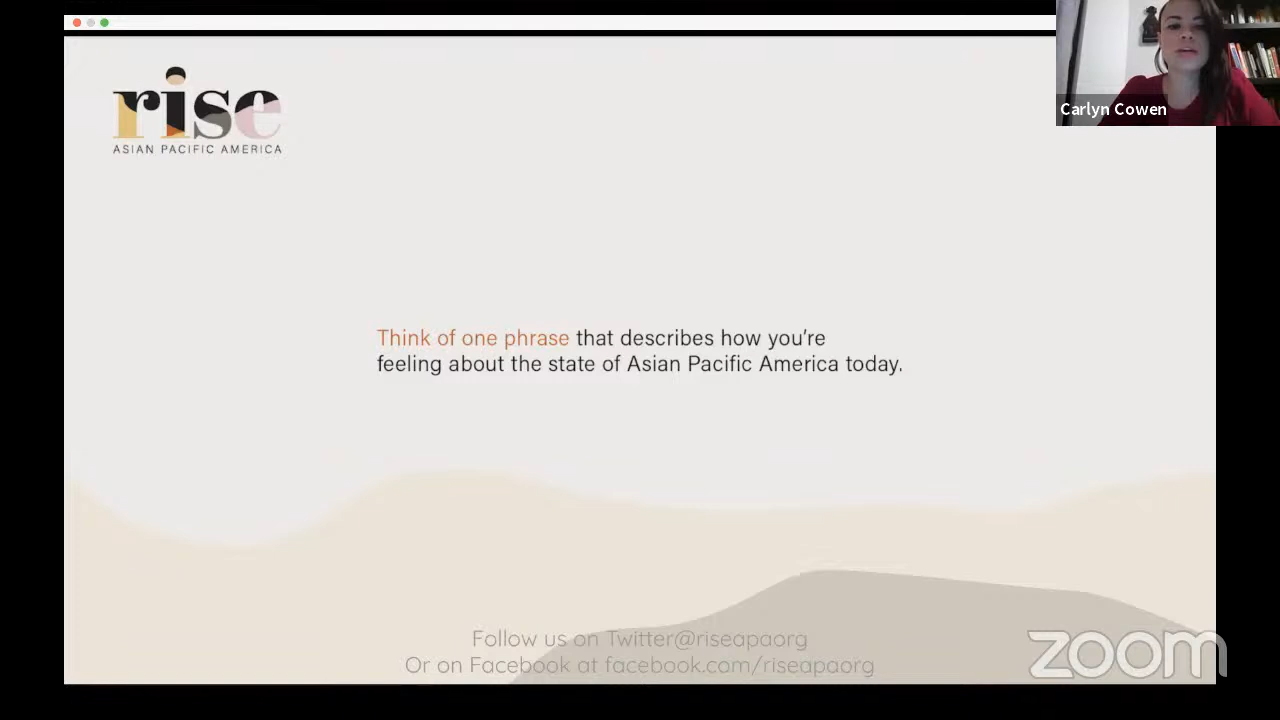 rise
ASIAN PACIFIC AMERICA
Carlyn Cowen
Think of one phrase that describes how you're
feeling about the state of Asian Pacific America today.
Follow us on Twitter@riseapaorg
Or on Facebook at facebook.com/riseapaorg
zoom